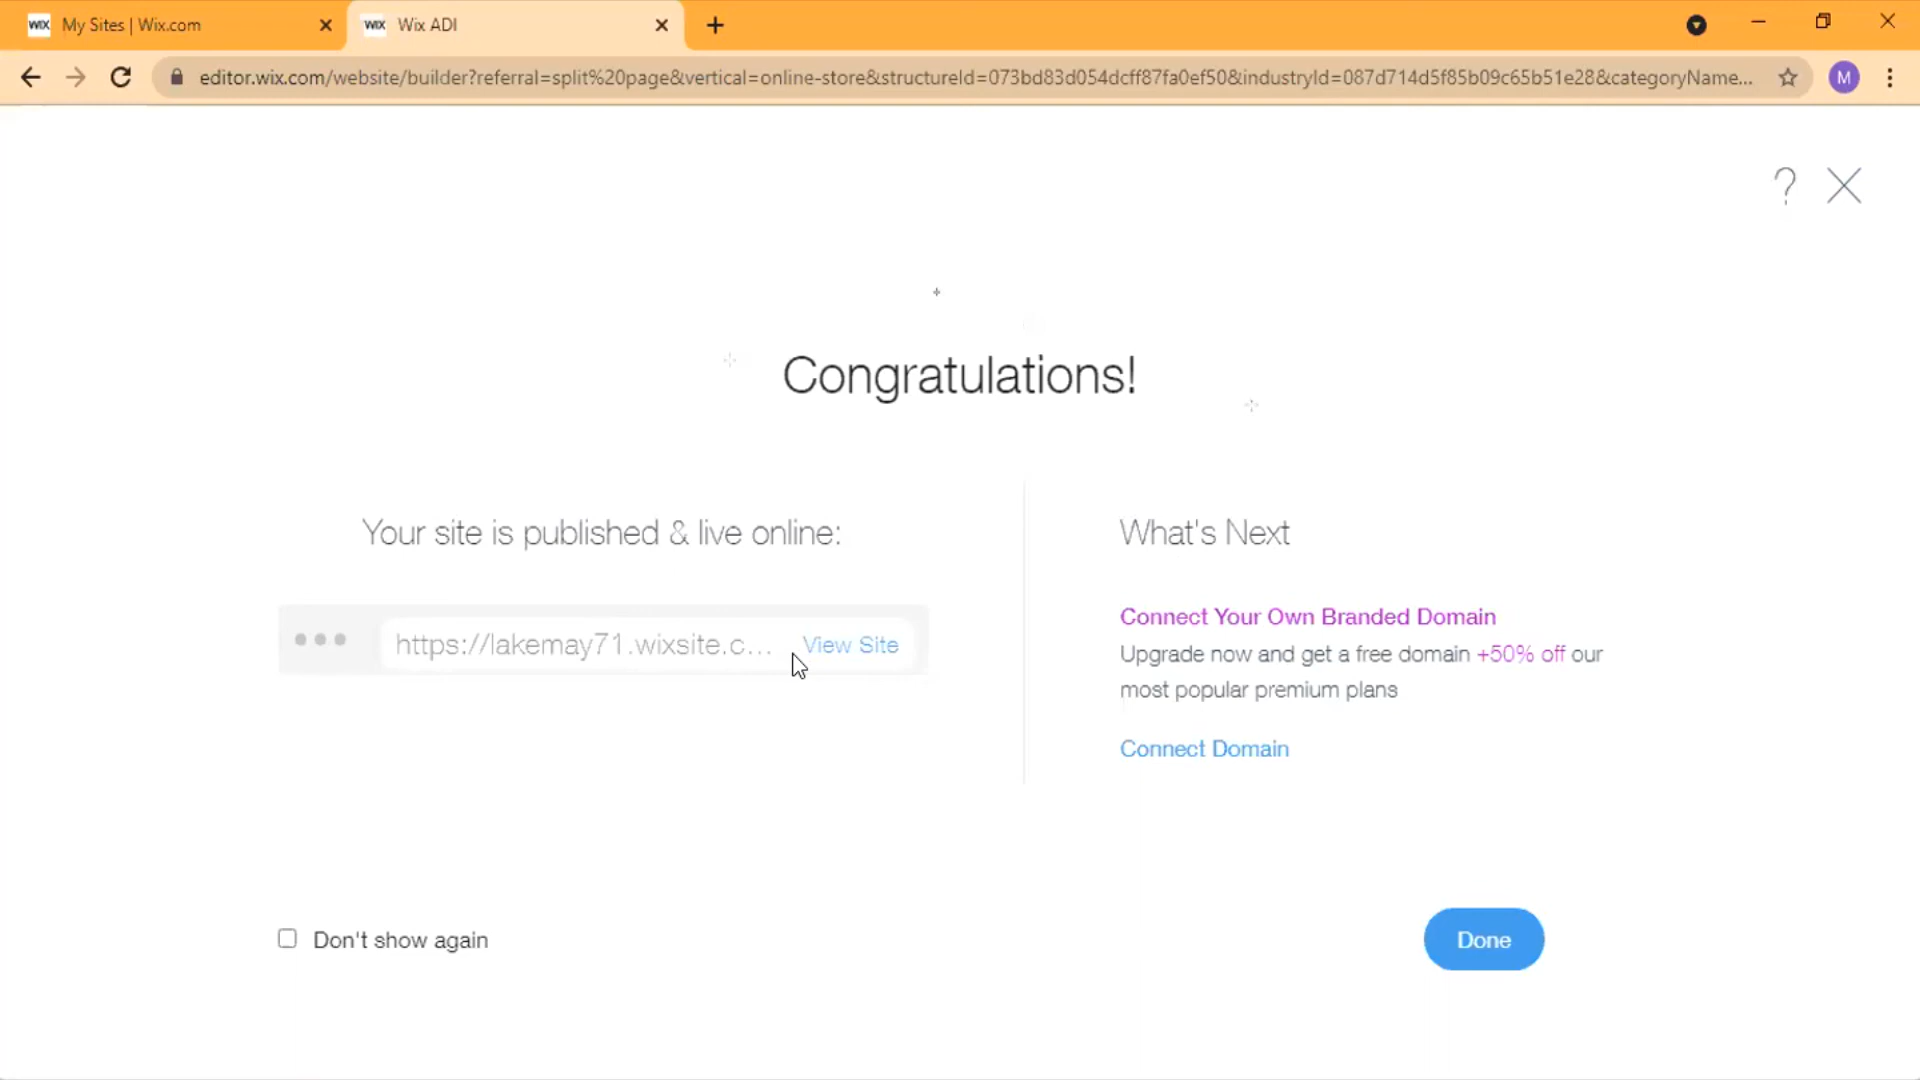 WIX My Sites | Wix.com
WIX Wix ADI
editor.wix.com/website/builder?referral=split%20page&vertical=online-store&structureId=073bd83d054dcff87fa0ef50&industryId=087d714d5f85b09c65b51e28&categoryName...
M
?
Congratulations!
Your site is published & live online:
https://lakemay71.wixsite.c... View Site
What's Next
Connect Your Own Branded Domain
Upgrade now and get a free domain +50% off our
most popular premium plans
Connect Domain
Don't show again
Done